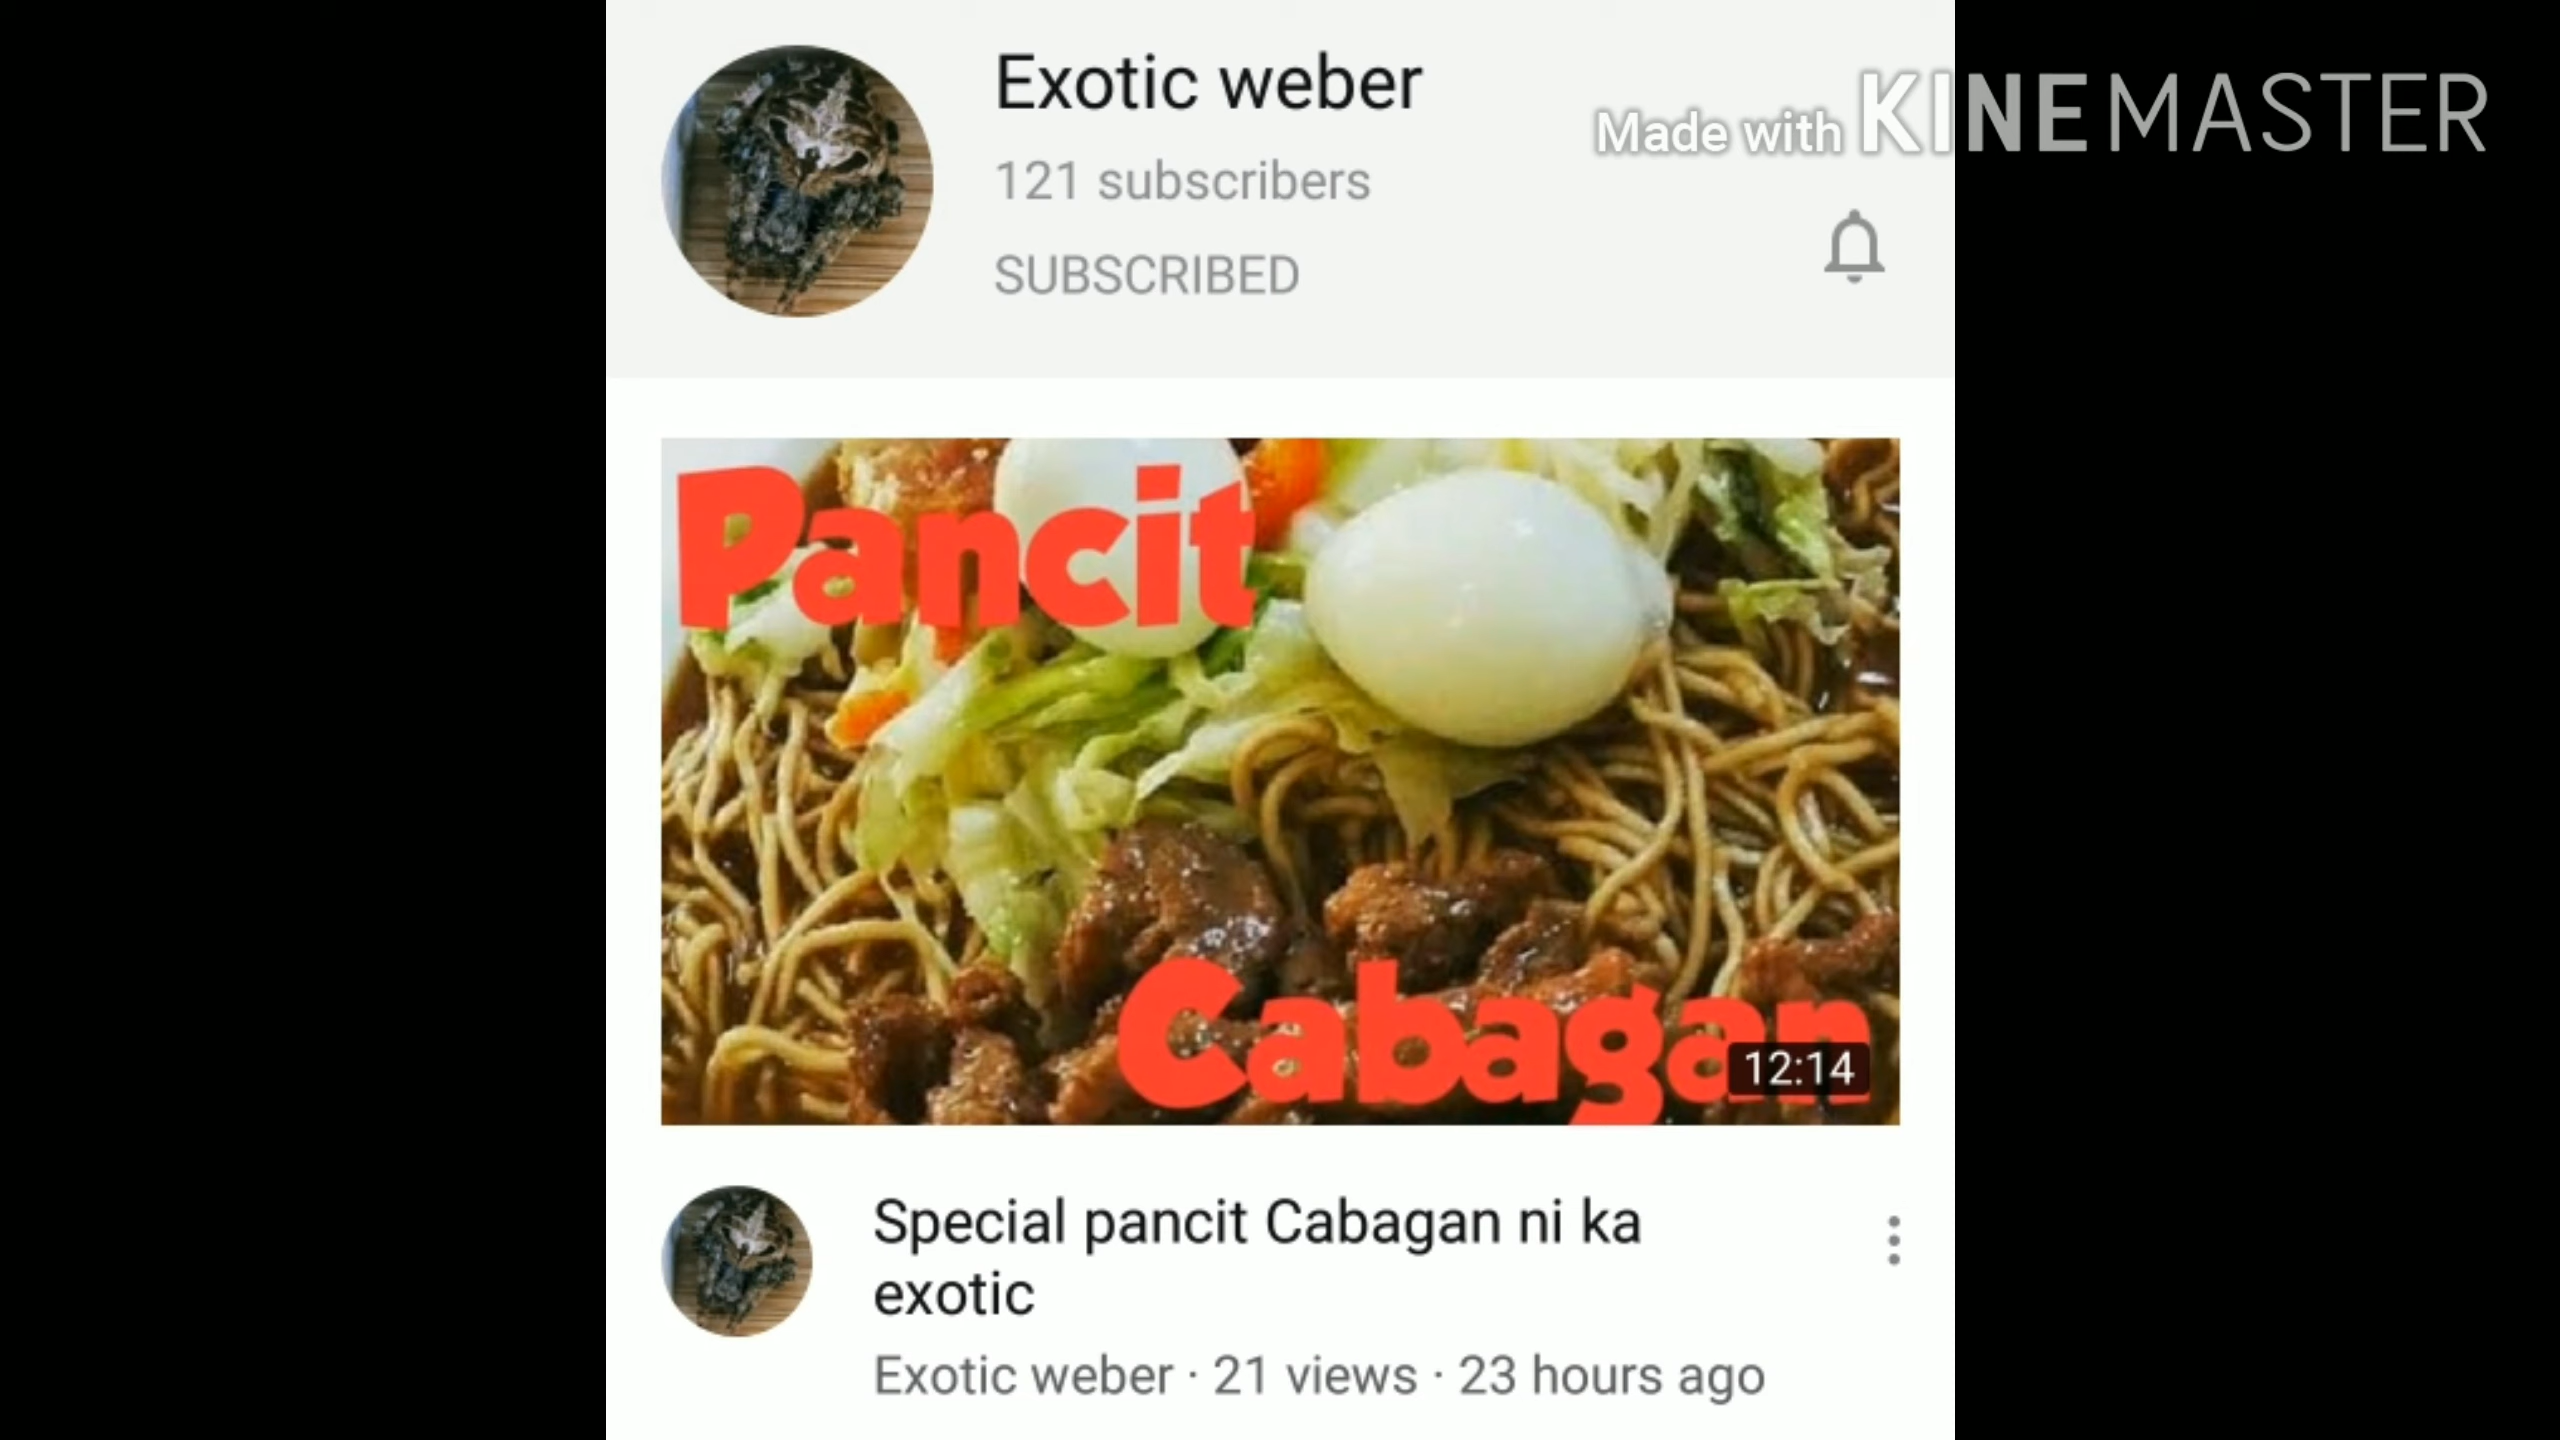 Exotic weber
121 subscribers
SUBSCRIBED
Made with KINEMASTER
Pancit
Cabagan
12:14
Special pancit Cabagan ni ka
exotic
Exotic weber · 21 views · 23 hours ago